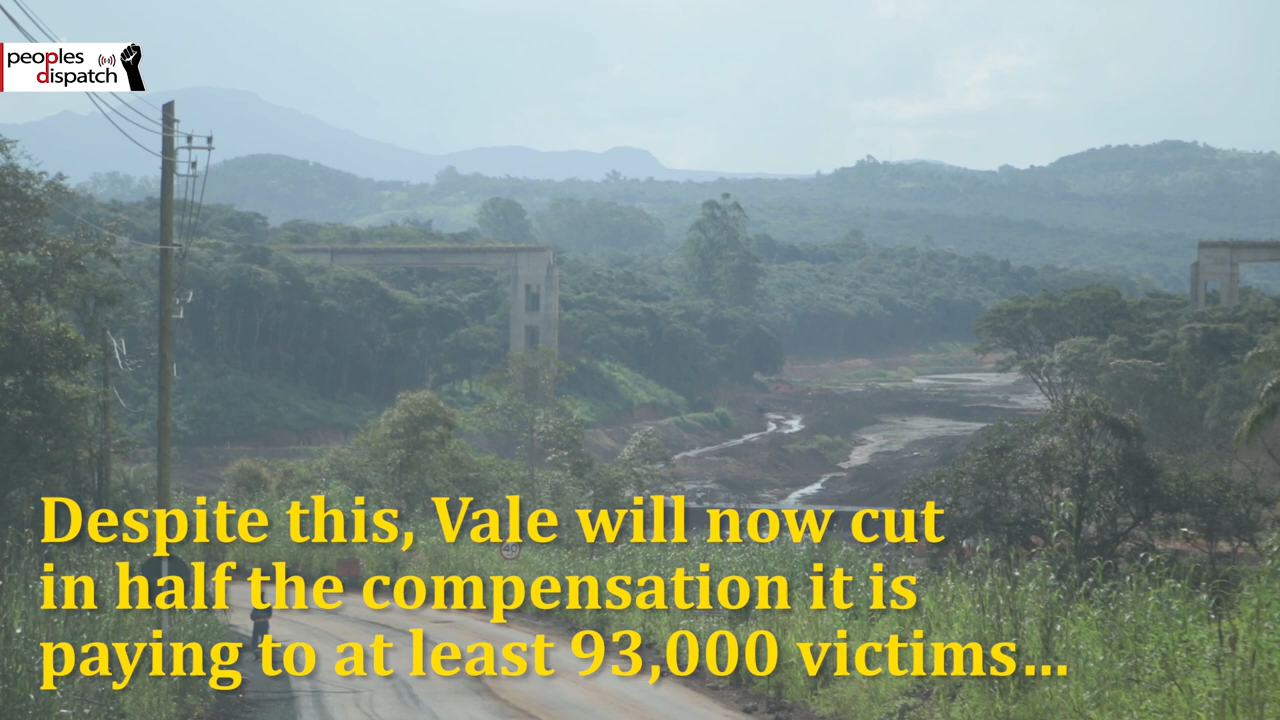 peoples
dispatch
Despite this, Vale will now cut
in half the compensation it is
paying to at least 93,000 victims...
40